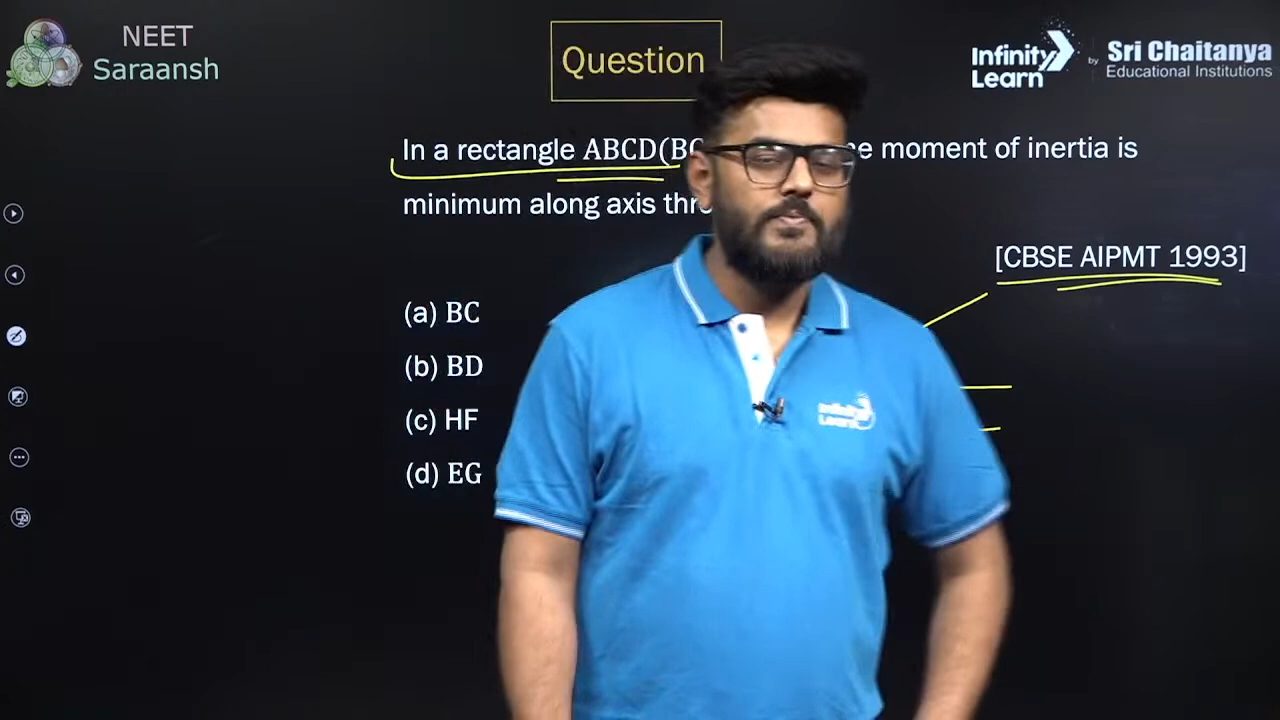 NEET
Saraansh
Question
Infinity
Learn
by
Sri Chaitanya
Educational Institutions
In a rectangle ABCD(BC moment of inertia is
minimum along axis
[CBSE AIPMT 1993]
(a) BC
(b) BD
(c) HF
(d) EG
Infinity
Learn